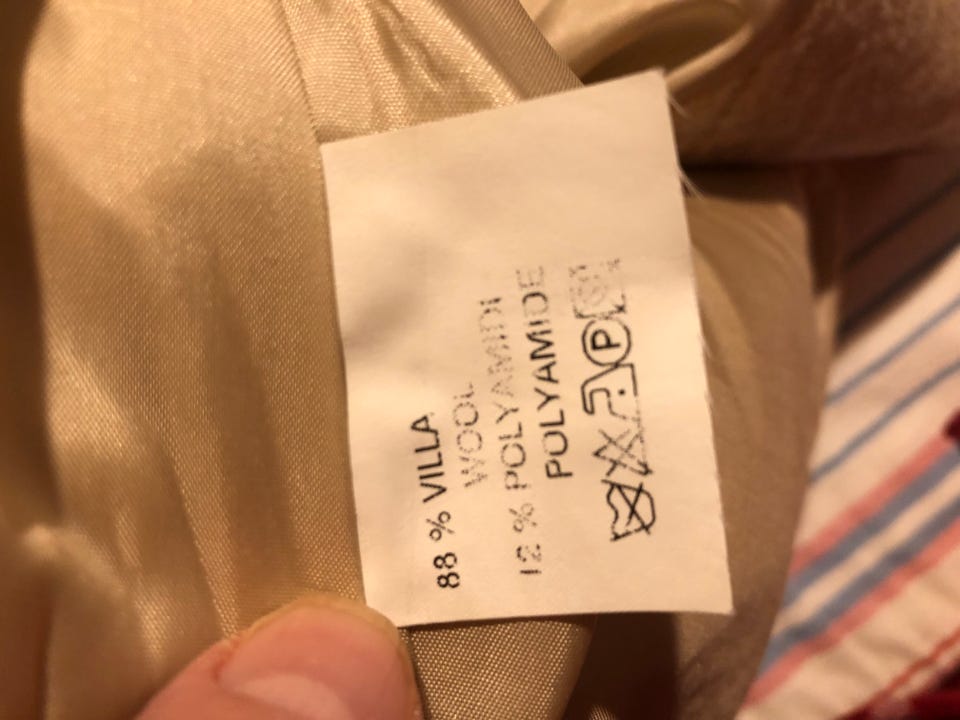 88 % VILLA
WOOL
12 % POLYAMIDI
POLYAMIDE
P